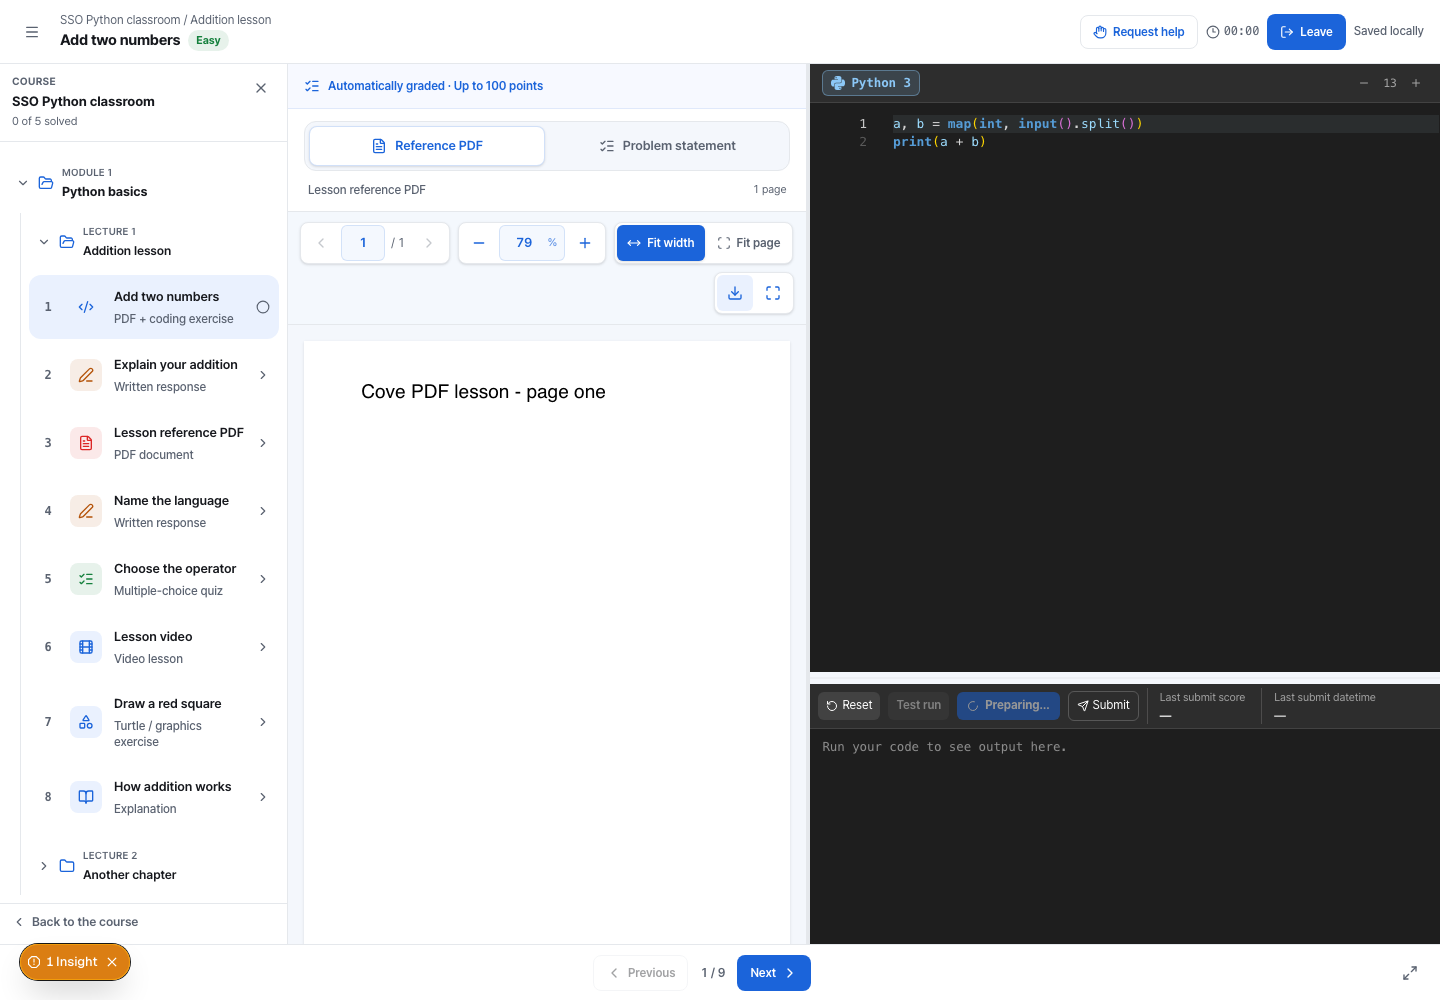 SSO Python classroom / Addition lesson
Add two numbers Easy
Request help
00:00
Leave
Saved locally
COURSE
SSO Python classroom
0 of 5 solved
MODULE 1
Python basics
LECTURE 1
Addition lesson
1 Add two numbers
PDF + coding exercise
2 Explain your addition
Written response
3 Lesson reference PDF
PDF document
4 Name the language
Written response
5 Choose the operator
Multiple-choice quiz
6 Lesson video
Video lesson
7 Draw a red square
Turtle / graphics
exercise
8 How addition works
Explanation
LECTURE 2
Another chapter
Back to the course
1 Insight
Automatically graded · Up to 100 points
Reference PDF
Problem statement
Lesson reference PDF
1 page
1 / 1
79 %
Fit width
Fit page
Cove PDF lesson - page one
Python 3
13
1 a, b = map(int, input().split())
2 print(a + b)
Reset
Test run
Preparing...
Submit
Last submit score
—
Last submit datetime
—
Run your code to see output here.
Previous
1 / 9
Next